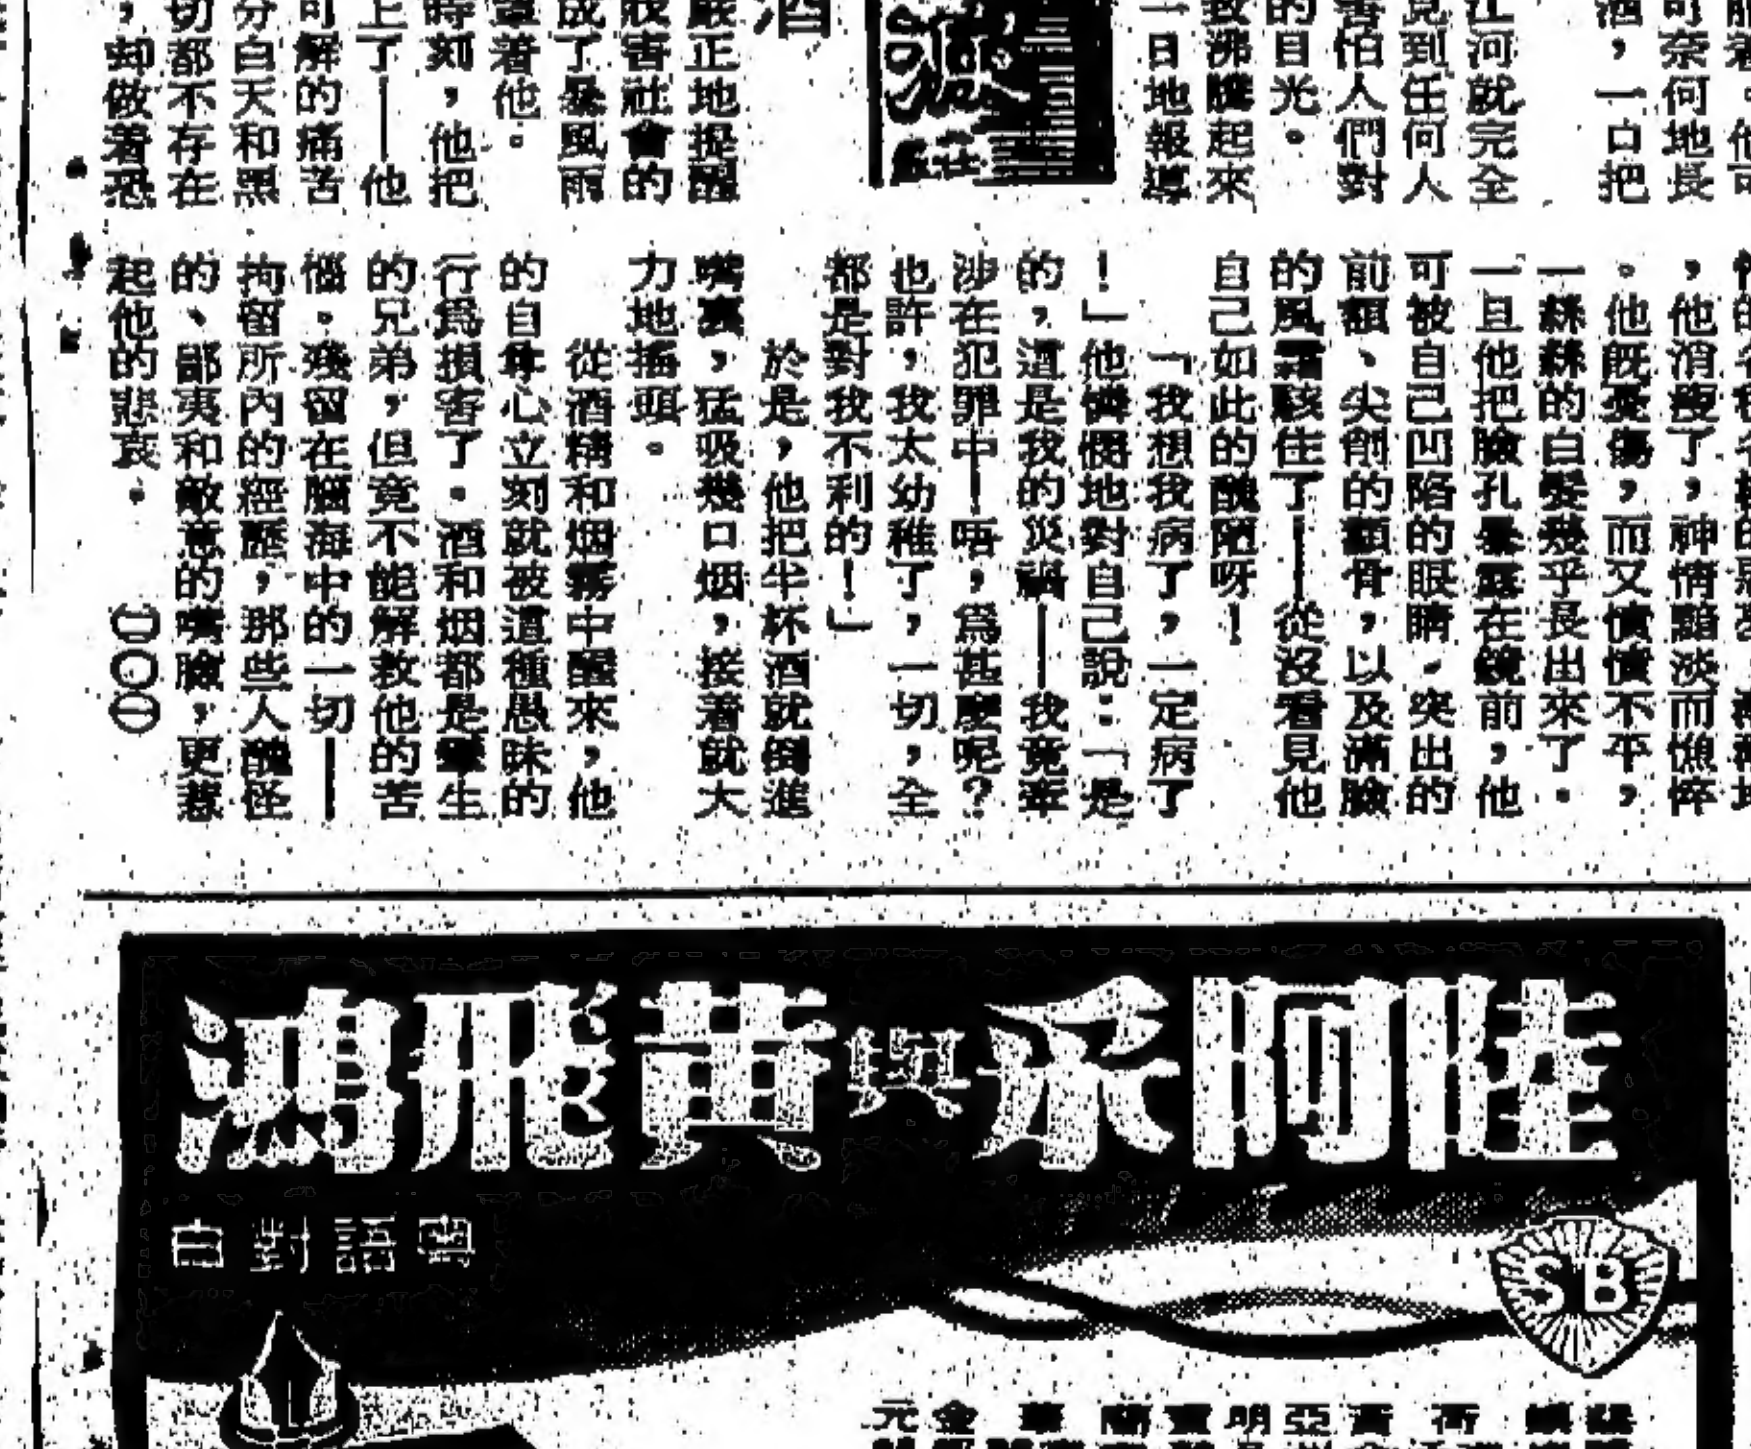 可奈何地長
酒,一口把
江河就完全
見到任何人
害怕人們對
的目光。
我沸騰起來
一日地報導
酒
嚴正地提醒
戕害社會的
成了暴風雨
罩着他。
時刻,他把
上了——他
可解的痛苦
分白天和黑
切都不存在
,却做着恐
,他消瘦了,神情黯淡而憔悴
。他旣憂傷,而又憤憤不平,
一絲絲的白髮幾乎長出來了。
一旦他把臉孔暴露在鏡前,他
可被自己凹陷的眼睛,突出的
前額、尖削的顴骨,以及滿臉
的風霜駭住了——從沒看見他
自己如此的醜陋呀!
「我想我病了,一定病了
!」他憐憫地對自己說:「是
的,這是我的災禍——我竟牽
涉在犯罪中—唔,爲甚麼呢?
也許,我太幼稚了,一切,全
都是對我不利的!」
於是,他把半杯酒就倒進
嘴裏,猛吸幾口烟,接着就大
力地搖頭。
從酒精和烟霧中醒來,他
的自尊心立刻就被這種愚昧的
行爲損害了。酒和烟都是孿生
的兄弟,但竟不能解救他的苦
惱。殘留在腦海中的一切——
拘留所內的經歷,那些人醜怪
的、鄙夷和敵意的嘴臉,更惹
起他的悲哀。
陸阿采與黃飛鴻
粵語對白
SB